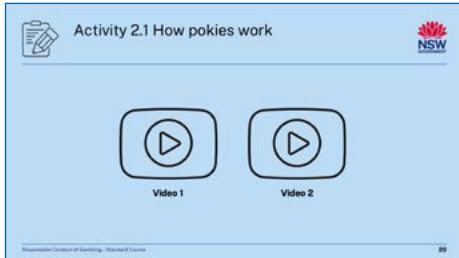 Activity 2.1 How pokies work
NSW
GOVERNMENT
Video 1
Video 2
Responsible Conduct of Gambling - Standard Course
20